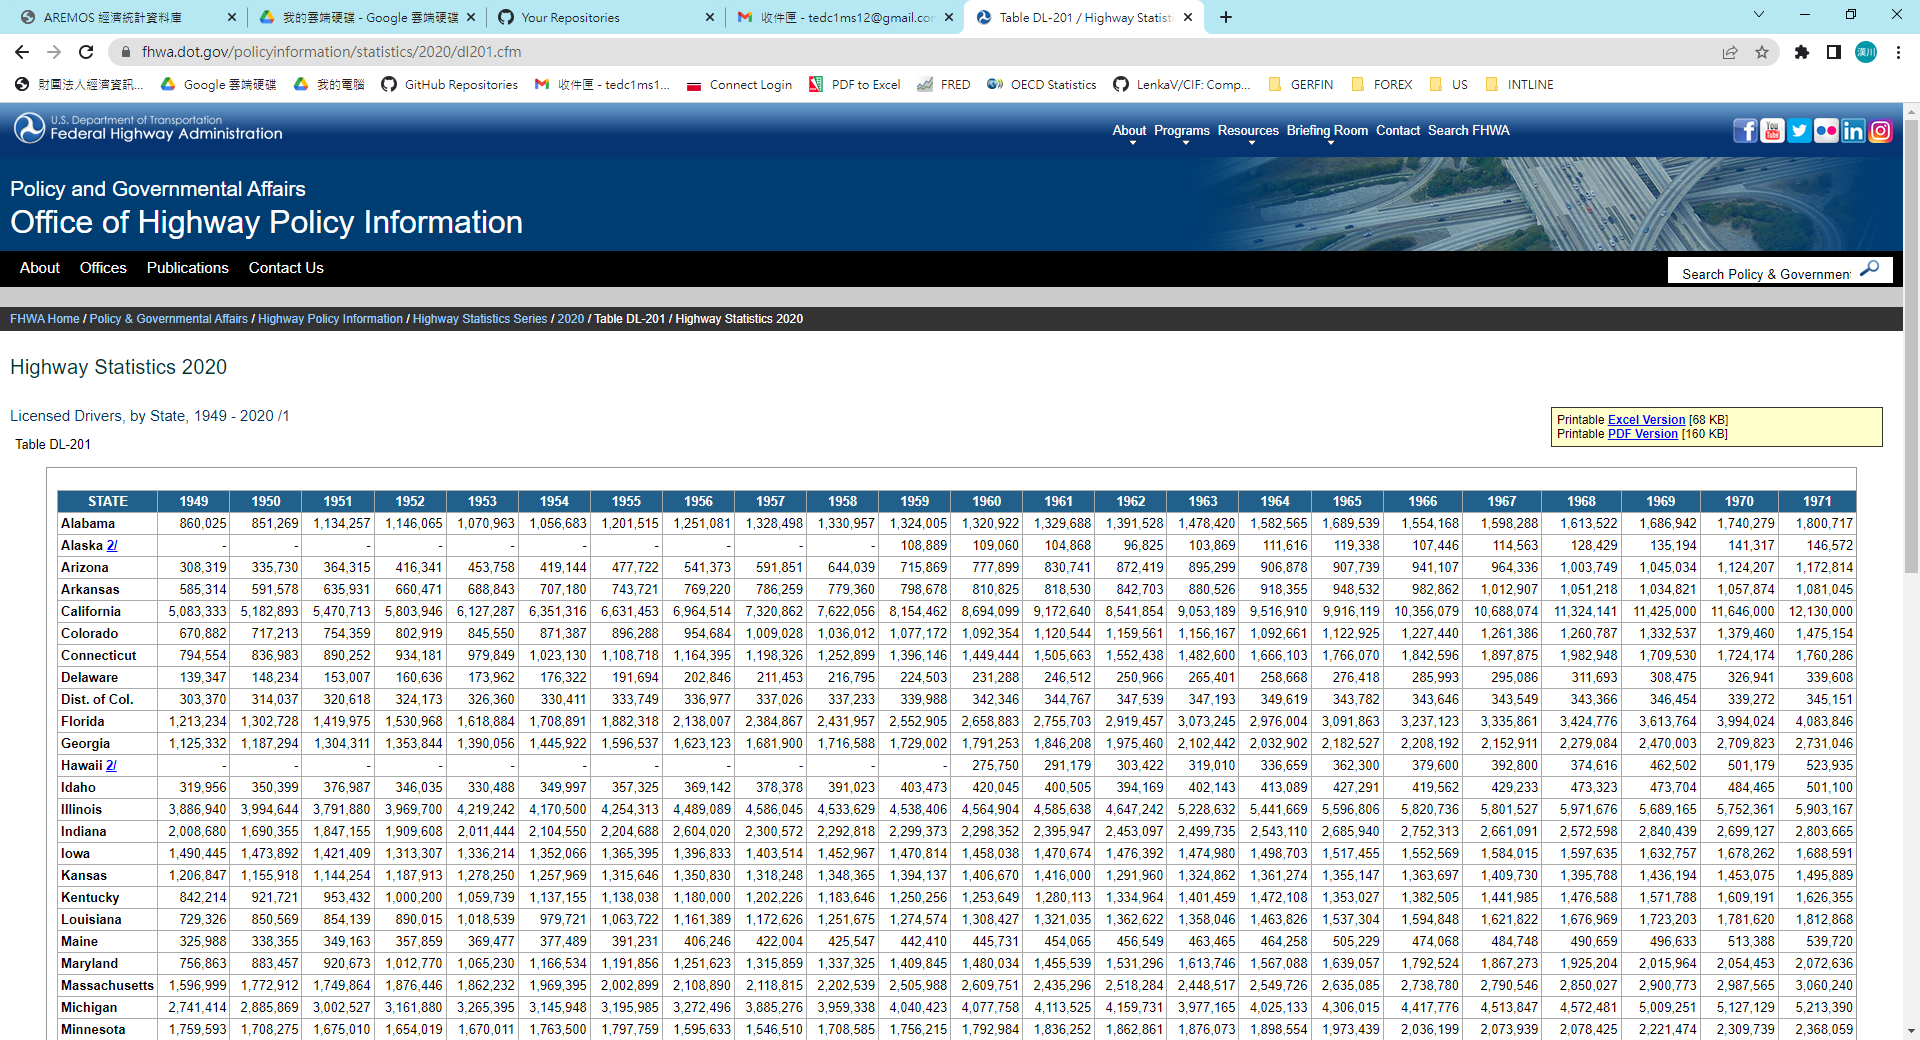 AREMOS 經濟統計資料庫
我的雲端硬碟 - Google 雲端硬碟
Your Repositories
收件匣 - tedc1ms12@gmail.cor
Table DL-201 / Highway Statisti
fhwa.dot.gov/policyinformation/statistics/2020/dl201.cfm
漢川
財團法人經濟資訊... Google 雲端硬碟 我的電腦 GitHub Repositories 收件匣 - tedc1ms1... Connect Login PDF to Excel FRED OECD Statistics LenkaV/CIF: Comp... GERFIN FOREX US INTLINE
U.S. Department of Transportation
Federal Highway Administration
About Programs Resources Briefing Room Contact Search FHWA
Policy and Governmental Affairs
Office of Highway Policy Information
About Offices Publications Contact Us
Search Policy & Governmen
FHWA Home / Policy & Governmental Affairs / Highway Policy Information / Highway Statistics Series / 2020 / Table DL-201 / Highway Statistics 2020
Highway Statistics 2020
Licensed Drivers, by State, 1949 - 2020 /1
Printable Excel Version [68 KB]
Printable PDF Version [160 KB]
Table DL-201
STATE 1949 1950 1951 1952 1953 1954 1955 1956 1957 1958 1959 1960 1961 1962 1963 1964 1965 1966 1967 1968 1969 1970 1971
Alabama 860,025 851,269 1,134,257 1,146,065 1,070,963 1,056,683 1,201,515 1,251,081 1,328,498 1,330,957 1,324,005 1,320,922 1,329,688 1,391,528 1,478,420 1,582,565 1,689,539 1,554,168 1,598,288 1,613,522 1,686,942 1,740,279 1,800,717
Alaska 2/ - - - - - - - - - - 108,889 109,060 104,868 96,825 103,869 111,616 119,338 107,446 114,563 128,429 135,194 141,317 146,572
Arizona 308,319 335,730 364,315 416,341 453,758 419,144 477,722 541,373 591,851 644,039 715,869 777,899 830,741 872,419 895,299 906,878 907,739 941,107 964,336 1,003,749 1,045,034 1,124,207 1,172,814
Arkansas 585,314 591,578 635,931 660,471 688,843 707,180 743,721 769,220 786,259 779,360 798,678 810,825 818,530 842,703 880,526 918,355 948,532 982,862 1,012,907 1,051,218 1,034,821 1,057,874 1,081,045
California 5,083,333 5,182,893 5,470,713 5,803,946 6,127,287 6,351,316 6,631,453 6,964,514 7,320,862 7,622,056 8,154,462 8,694,099 9,172,640 8,541,854 9,053,189 9,516,910 9,916,119 10,356,079 10,688,074 11,324,141 11,425,000 11,646,000 12,130,000
Colorado 670,882 717,213 754,359 802,919 845,550 871,387 896,288 954,684 1,009,028 1,036,012 1,077,172 1,092,354 1,120,544 1,159,561 1,156,167 1,092,661 1,122,925 1,227,440 1,261,386 1,260,787 1,332,537 1,379,460 1,475,154
Connecticut 794,554 836,983 890,252 934,181 979,849 1,023,130 1,108,718 1,164,395 1,198,326 1,252,899 1,396,146 1,449,444 1,505,663 1,552,438 1,482,600 1,666,103 1,766,070 1,842,596 1,897,875 1,982,948 1,709,530 1,724,174 1,760,286
Delaware 139,347 148,234 153,007 160,636 173,962 176,322 191,694 202,846 211,453 216,795 224,503 231,288 246,512 250,966 265,401 258,668 276,418 285,993 295,086 311,693 308,475 326,941 339,608
Dist. of Col. 303,370 314,037 320,618 324,173 326,360 330,411 333,749 336,977 337,026 337,233 339,988 342,346 344,767 347,539 347,193 349,619 343,782 343,646 343,549 343,366 346,454 339,272 345,151
Florida 1,213,234 1,302,728 1,419,975 1,530,968 1,618,884 1,708,891 1,882,318 2,138,007 2,384,867 2,431,957 2,552,905 2,658,883 2,755,703 2,919,457 3,073,245 2,976,004 3,091,863 3,237,123 3,335,861 3,424,776 3,613,764 3,994,024 4,083,846
Georgia 1,125,332 1,187,294 1,304,311 1,353,844 1,390,056 1,445,922 1,596,537 1,623,123 1,681,900 1,716,588 1,729,002 1,791,253 1,846,208 1,975,460 2,102,442 2,032,902 2,182,527 2,208,192 2,152,911 2,279,084 2,470,003 2,709,823 2,731,046
Hawaii 2/ - - - - - - - - - - - 275,750 291,179 303,422 319,010 336,659 362,300 379,600 392,800 374,616 462,502 501,179 523,935
Idaho 319,956 350,399 376,987 346,035 330,488 349,997 357,325 369,142 378,378 391,023 403,473 420,045 400,505 394,169 402,143 413,089 427,291 419,562 429,233 473,323 473,704 484,465 501,100
Illinois 3,886,940 3,994,644 3,791,880 3,969,700 4,219,242 4,170,500 4,254,313 4,489,089 4,586,045 4,533,629 4,538,406 4,564,904 4,585,638 4,647,242 5,228,632 5,441,669 5,596,806 5,820,736 5,801,527 5,971,676 5,689,165 5,752,361 5,903,167
Indiana 2,008,680 1,690,355 1,847,155 1,909,608 2,011,444 2,104,550 2,204,688 2,604,020 2,300,572 2,292,818 2,299,373 2,298,352 2,395,947 2,453,097 2,499,735 2,543,110 2,685,940 2,752,313 2,661,091 2,572,598 2,840,439 2,699,127 2,803,665
Iowa 1,490,445 1,473,892 1,421,409 1,313,307 1,336,214 1,352,066 1,365,395 1,396,833 1,403,514 1,452,967 1,470,814 1,458,038 1,470,674 1,476,392 1,474,980 1,498,703 1,517,455 1,552,569 1,584,015 1,597,635 1,632,757 1,678,262 1,688,591
Kansas 1,206,847 1,155,918 1,144,254 1,187,913 1,278,250 1,257,969 1,315,646 1,350,830 1,318,248 1,348,365 1,394,137 1,406,670 1,416,000 1,291,960 1,324,862 1,361,274 1,355,147 1,363,697 1,409,730 1,395,788 1,436,194 1,453,075 1,495,889
Kentucky 842,214 921,721 953,432 1,000,200 1,059,739 1,137,155 1,138,038 1,180,000 1,202,226 1,183,646 1,250,256 1,253,649 1,280,113 1,334,964 1,401,459 1,472,108 1,353,027 1,382,505 1,441,985 1,476,588 1,571,788 1,609,191 1,626,355
Louisiana 729,326 850,569 854,139 890,015 1,018,539 979,721 1,063,722 1,161,389 1,172,626 1,251,675 1,274,574 1,308,427 1,321,035 1,362,622 1,358,046 1,463,826 1,537,304 1,594,848 1,621,822 1,676,969 1,723,203 1,781,620 1,812,868
Maine 325,988 338,355 349,163 357,859 369,477 377,489 391,231 406,246 422,004 425,547 442,410 445,731 454,065 456,549 463,465 464,258 505,229 474,068 484,748 490,659 496,633 513,388 539,720
Maryland 756,863 883,457 920,673 1,012,770 1,065,230 1,166,534 1,191,856 1,251,623 1,315,859 1,337,325 1,409,845 1,480,034 1,455,539 1,531,296 1,613,746 1,567,088 1,639,057 1,792,524 1,867,273 1,925,204 2,015,964 2,054,453 2,072,636
Massachusetts 1,596,999 1,772,912 1,749,864 1,876,446 1,862,232 1,969,395 2,002,899 2,108,890 2,118,815 2,202,539 2,505,988 2,609,751 2,435,296 2,518,284 2,448,517 2,549,726 2,635,085 2,738,780 2,790,546 2,850,027 2,900,773 2,987,565 3,060,240
Michigan 2,741,414 2,885,869 3,002,527 3,161,880 3,265,395 3,145,948 3,195,985 3,272,496 3,885,276 3,959,338 4,040,423 4,077,758 4,113,525 4,159,731 3,977,165 4,025,133 4,306,015 4,417,776 4,513,847 4,572,481 5,009,251 5,127,129 5,213,390
Minnesota 1,759,593 1,708,275 1,675,010 1,654,019 1,670,011 1,763,500 1,797,759 1,595,633 1,546,510 1,708,585 1,756,215 1,792,984 1,836,252 1,862,861 1,876,073 1,898,554 1,973,439 2,036,199 2,073,939 2,078,425 2,221,474 2,309,739 2,368,059